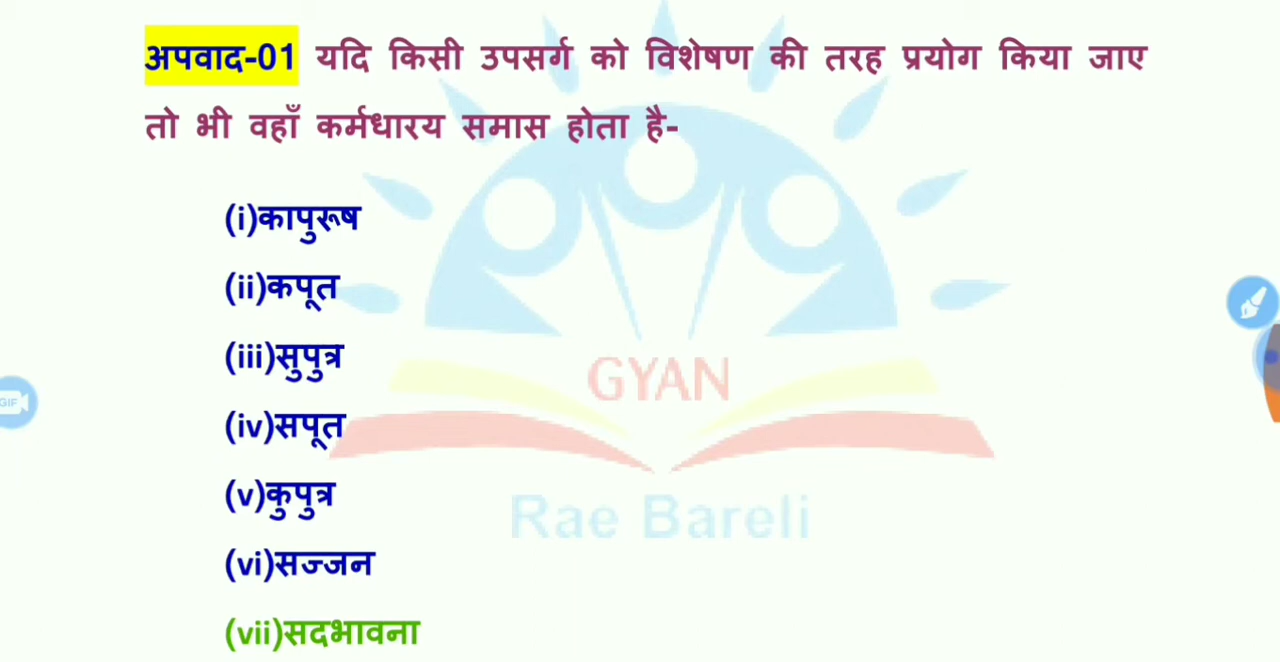 अपवाद-01 यदि किसी उपसर्ग को विशेषण की तरह प्रयोग किया जाए
तो भी वहाँ कर्मधारय समास होता है-
(i)कापुरूष
(ii)कपूत
(iii)सुपुत्र
GYAN
(iv)सपूत
(v)कुपुत्र
Rae Bareli
(vi)सज्जन
(vii)सदभावना
GIF